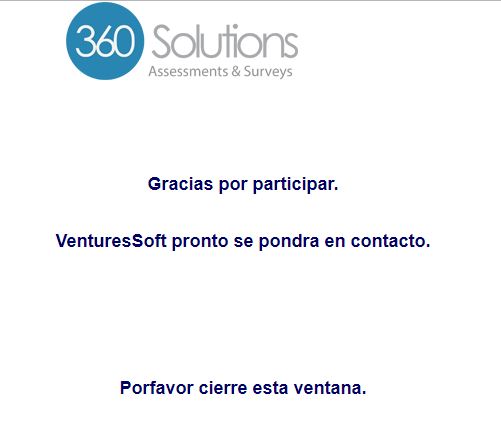 360 Solutions
Assessments & Surveys
Gracias por participar.
VenturesSoft pronto se pondra en contacto.
Porfavor cierre esta ventana.